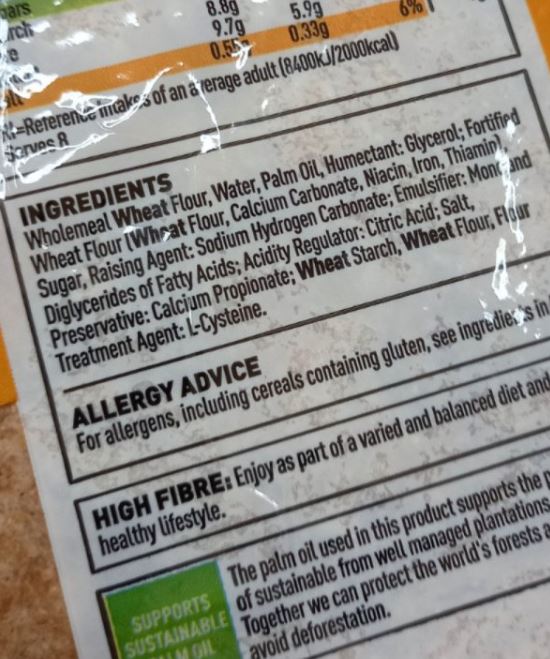 ars 8.8g 5.9g
rch 9.7g 0.33g 6%
=Reference intakes of an average adult (8400kJ/2000kcal)
Serves 8
INGREDIENTS
Wholemeal Wheat Flour, Water, Palm Oil, Humectant: Glycerol; Fortified
Wheat Flour (Wheat Flour, Calcium Carbonate, Niacin, Iron, Thiamin),
Sugar, Raising Agent: Sodium Hydrogen Carbonate; Emulsifier: Mono and
Diglycerides of Fatty Acids; Acidity Regulator: Citric Acid; Salt,
Preservative: Calcium Propionate; Wheat Starch, Wheat Flour, Flour
Treatment Agent: L-Cysteine.
ALLERGY ADVICE
For allergens, including cereals containing gluten, see ingredients in
HIGH FIBRE: Enjoy as part of a varied and balanced diet and
healthy lifestyle.
The palm oil used in this product supports the
of sustainable from well managed plantations
Together we can protect the world's forests a
avoid deforestation.
SUPPORTS
SUSTAINABLE
PALM OIL